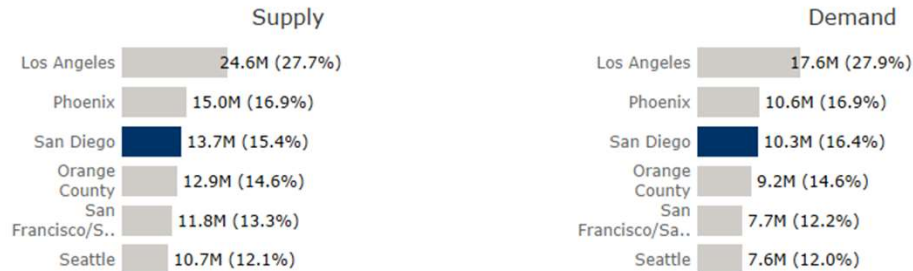 Supply
Los Angeles 24.6M (27.7%)
Phoenix 15.0M (16.9%)
San Diego 13.7M (15.4%)
Orange
County 12.9M (14.6%)
San
Francisco/S.. 11.8M (13.3%)
Seattle 10.7M (12.1%)
Demand
Los Angeles 17.6M (27.9%)
Phoenix 10.6M (16.9%)
San Diego 10.3M (16.4%)
Orange
County 9.2M (14.6%)
San
Francisco/Sa.. 7.7M (12.2%)
Seattle 7.6M (12.0%)